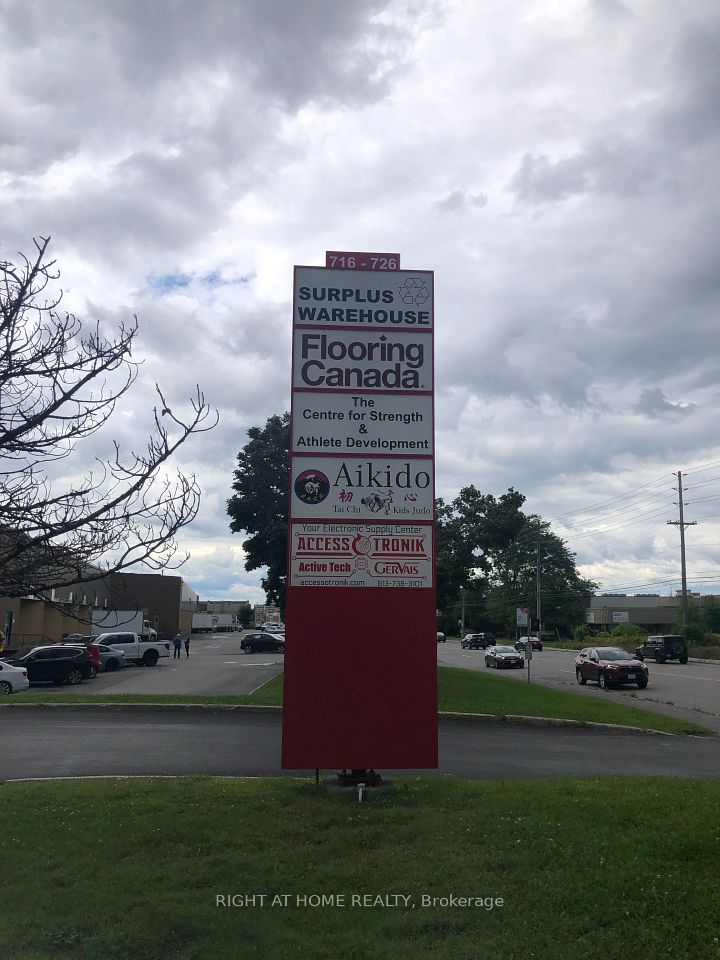 716 - 726
SURPLUS
WAREHOUSE
Flooring
Canada
The
Centre for Strength
&
Athlete Development
Aikido
初 心
Tai Chi Kids Judo
Your Electronic Supply Center
ACCESS TRONIK
Active Tech GERVAIS
accesstronik.com 613-738-3101
RIGHT AT HOME REALTY, Brokerage